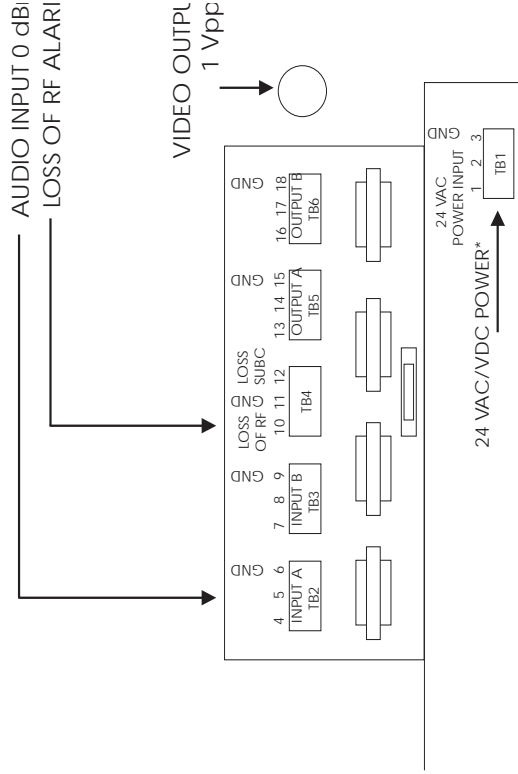 AUDIO INPUT 0 dB
LOSS OF RF ALAR
VIDEO OUTPU
1 Vpp
GND
4 5 6
INPUT A
TB2
GND
7 8 9
INPUT B
TB3
LOSS OF RF
GND
LOSS SUBC
10 11 12
TB4
GND
13 14 15
OUTPUT A
TB5
GND
16 17 18
OUTPUT B
TB6
24 VAC
POWER INPUT
GND
1 2 3
TB1
24 VAC/VDC POWER*